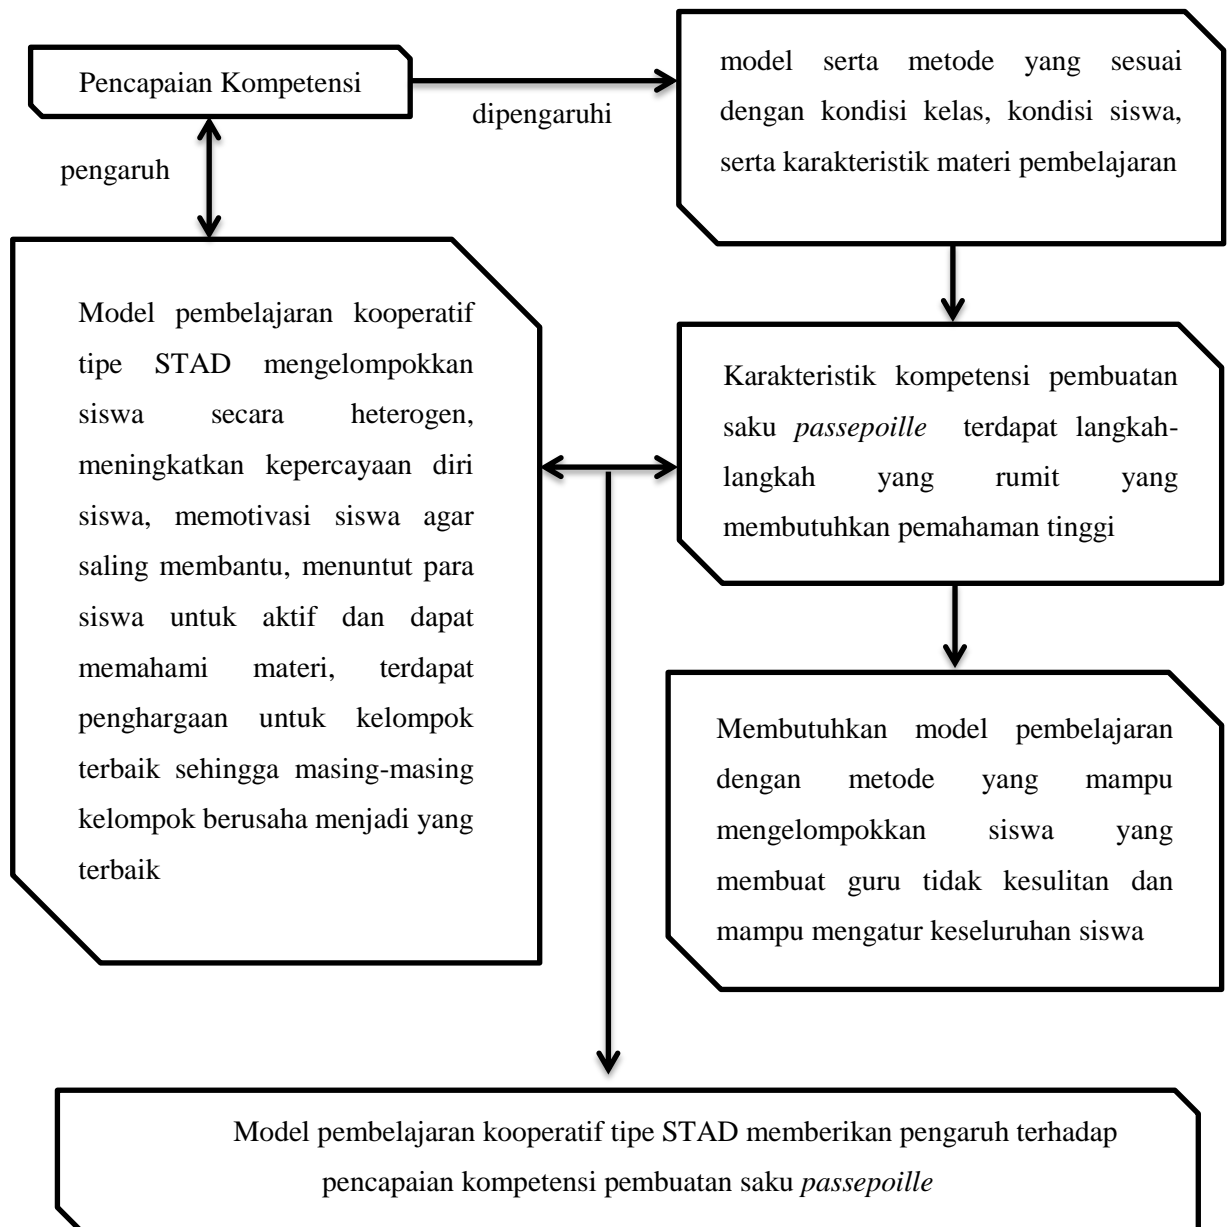 Pencapaian Kompetensi
dipengaruhi
model serta metode yang sesuai
dengan kondisi kelas, kondisi siswa,
serta karakteristik materi pembelajaran
pengaruh
Model pembelajaran kooperatif
tipe STAD mengelompokkan
siswa secara heterogen,
meningkatkan kepercayaan diri
siswa, memotivasi siswa agar
saling membantu, menuntut para
siswa untuk aktif dan dapat
memahami materi, terdapat
penghargaan untuk kelompok
terbaik sehingga masing-masing
kelompok berusaha menjadi yang
terbaik
Karakteristik kompetensi pembuatan
saku passepoille terdapat langkah-
langkah yang rumit yang
membutuhkan pemahaman tinggi
Membutuhkan model pembelajaran
dengan metode yang mampu
mengelompokkan siswa yang
membuat guru tidak kesulitan dan
mampu mengatur keseluruhan siswa
Model pembelajaran kooperatif tipe STAD memberikan pengaruh terhadap
pencapaian kompetensi pembuatan saku passepoille